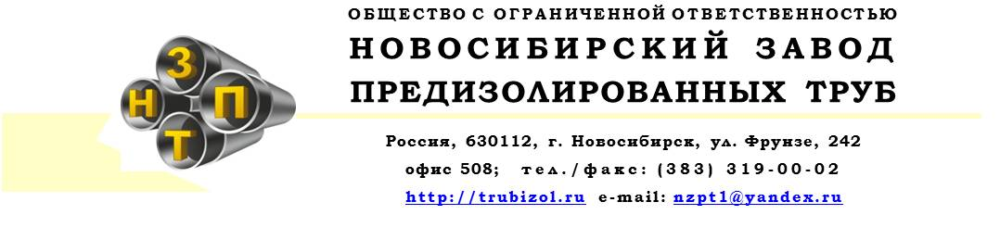 ОБЩЕСТВО С ОГРАНИЧЕННОЙ ОТВЕТСТВЕННОСТЬЮ
НОВОСИБИРСКИЙ ЗАВОД
ПРЕДИЗОЛИРОВАННЫХ ТРУБ
Н З П Т
Россия, 630112, г. Новосибирск, ул. Фрунзе, 242
офис 508; тел./факс: (383) 319-00-02
http://trubizol.ru e-mail: nzpt1@yandex.ru